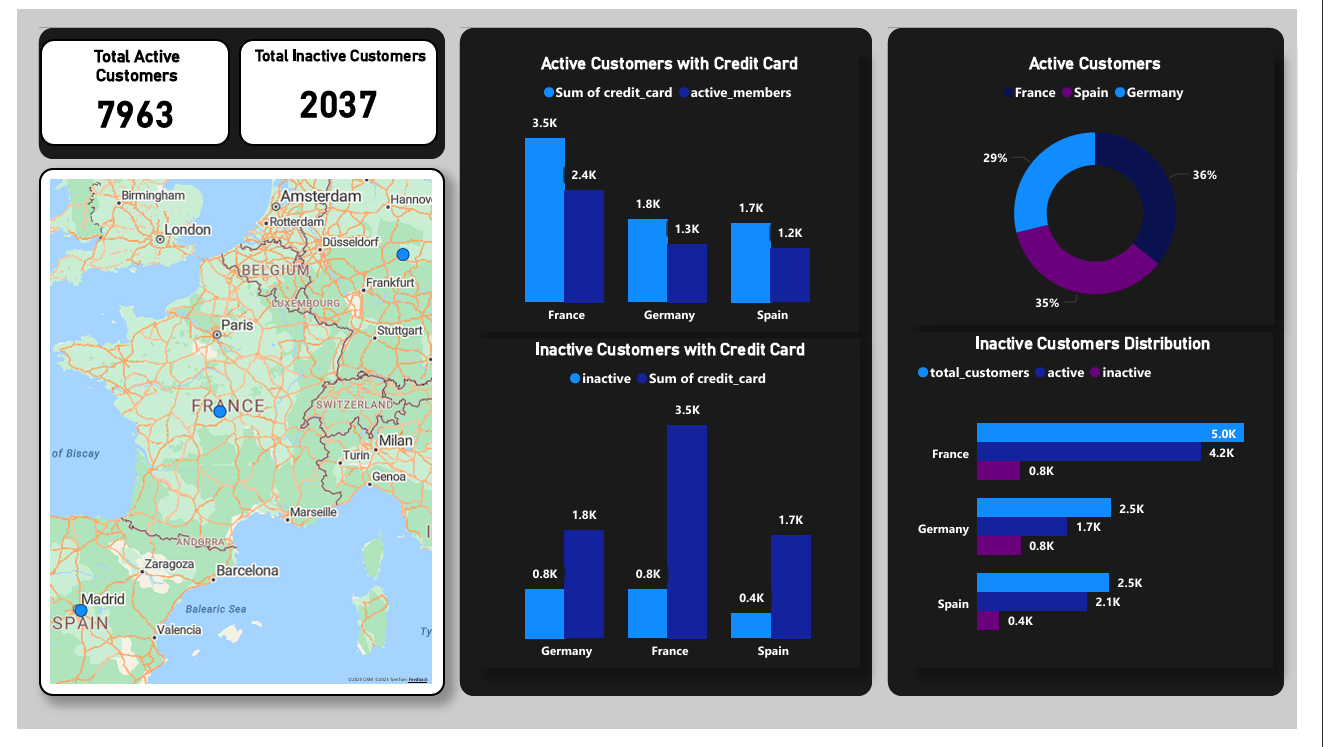 Total Active
Customers
7963
Total Inactive Customers
2037
Birmingham
Amsterdam
Hannov
London
Rotterdam
Düsseldorf
BELGIUM
Frankfurt
LUXEMBOURG
Paris
Stuttgart
FRANCE
SWITZERLAND
Milan
of Biscay
Turin
Genoa
Marseille
ANDORRA
Zaragoza
Barcelona
Madrid
Balearic Sea
SPAIN
Valencia
Ty
©2025 OSM ©2025 TomTom Feedback
Active Customers with Credit Card
Sum of credit_card active_members
3.5K
2.4K
1.8K
1.7K
1.3K
1.2K
France Germany Spain
Inactive Customers with Credit Card
inactive Sum of credit_card
3.5K
1.8K
1.7K
0.8K
0.8K
0.4K
Germany France Spain
Active Customers
France Spain Germany
29%
36%
35%
Inactive Customers Distribution
total_customers active inactive
5.0K
France 4.2K
0.8K
2.5K
Germany 1.7K
0.8K
2.5K
Spain 2.1K
0.4K